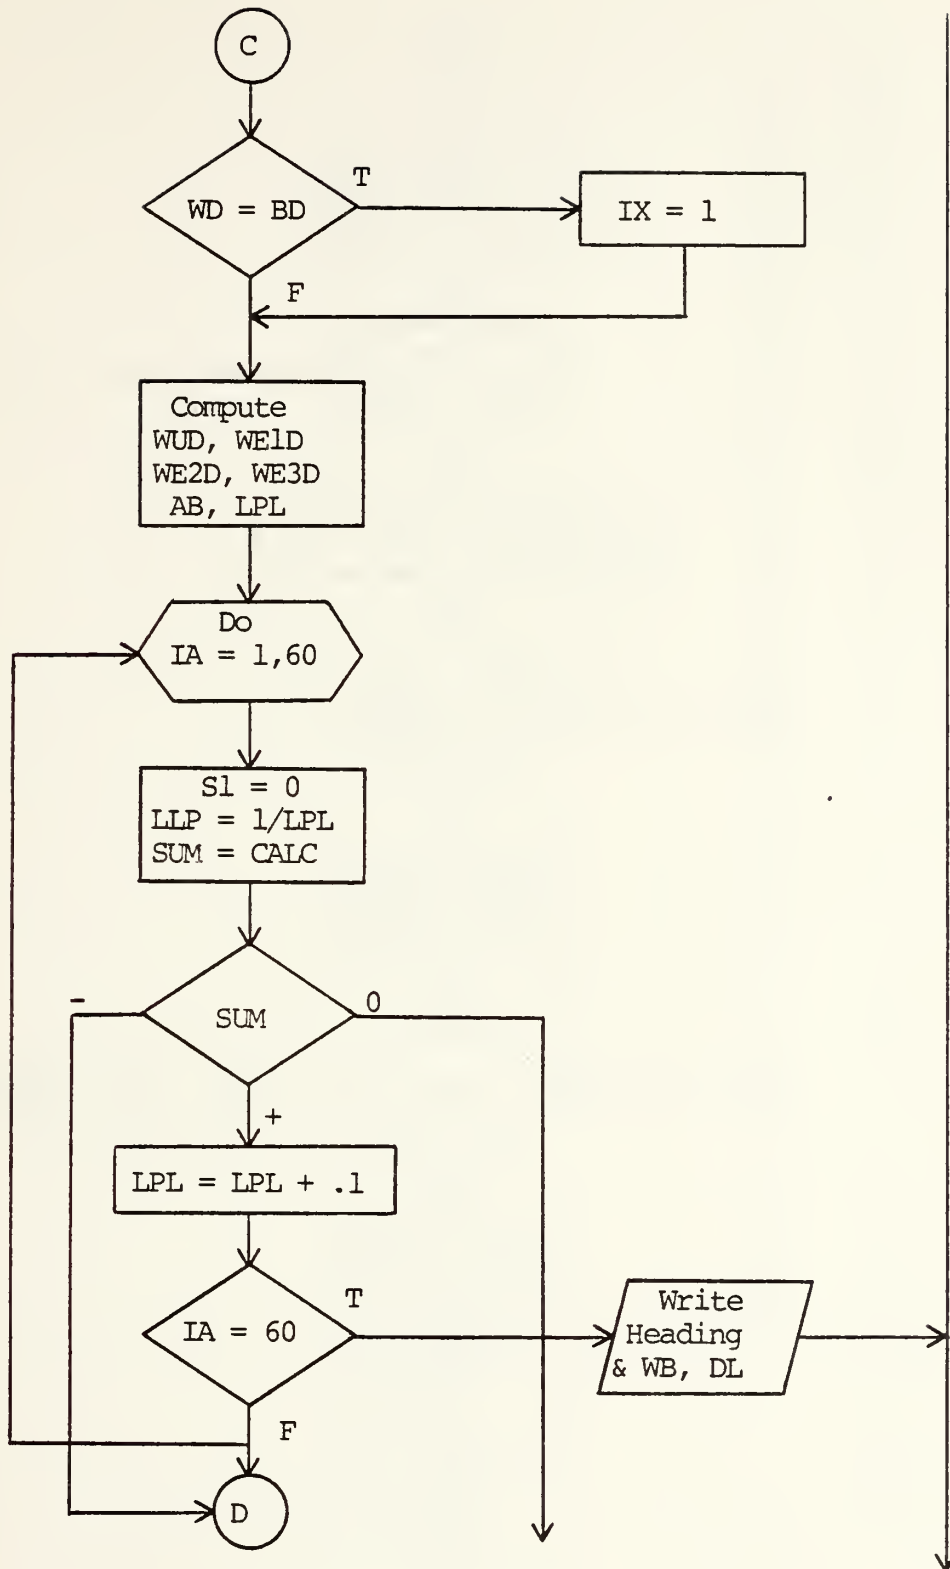 C
WD = BD
T
IX = 1
F
Compute
WUD, WE1D
WE2D, WE3D
AB, LPL
Do
IA = 1,60
S1 = 0
LLP = 1/LPL
SUM = CALC
-
SUM
0
+
LPL = LPL + .1
IA = 60
T
Write
Heading
& WB, DL
F
D